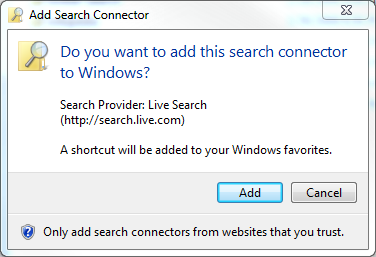 Add Search Connector
Do you want to add this search connector
to Windows?
Search Provider: Live Search
(http://search.live.com)
A shortcut will be added to your Windows favorites.
Add
Cancel
Only add search connectors from websites that you trust.